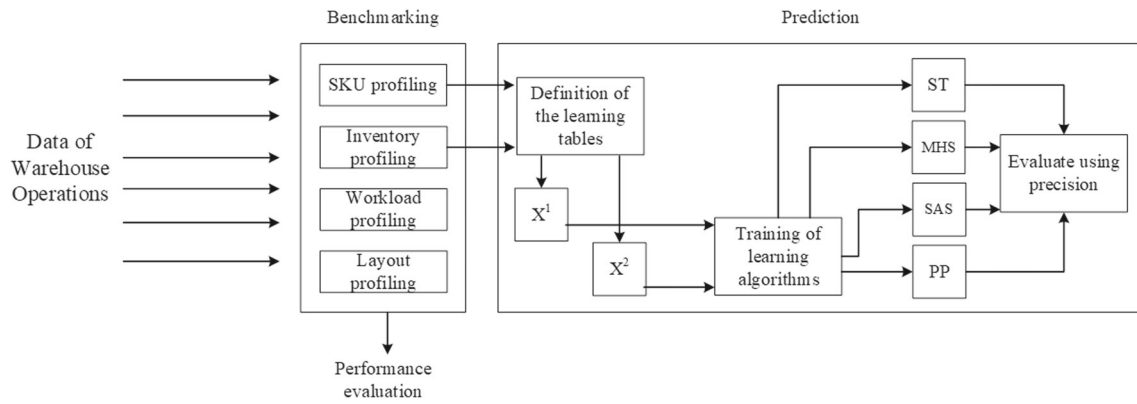 Benchmarking
Prediction
Data of
Warehouse
Operations
SKU profiling
Inventory
profiling
Workload
profiling
Layout
profiling
Performance
evaluation
Definition of
the learning
tables
X¹
X²
Training of
learning
algorithms
ST
MHS
SAS
PP
Evaluate using
precision